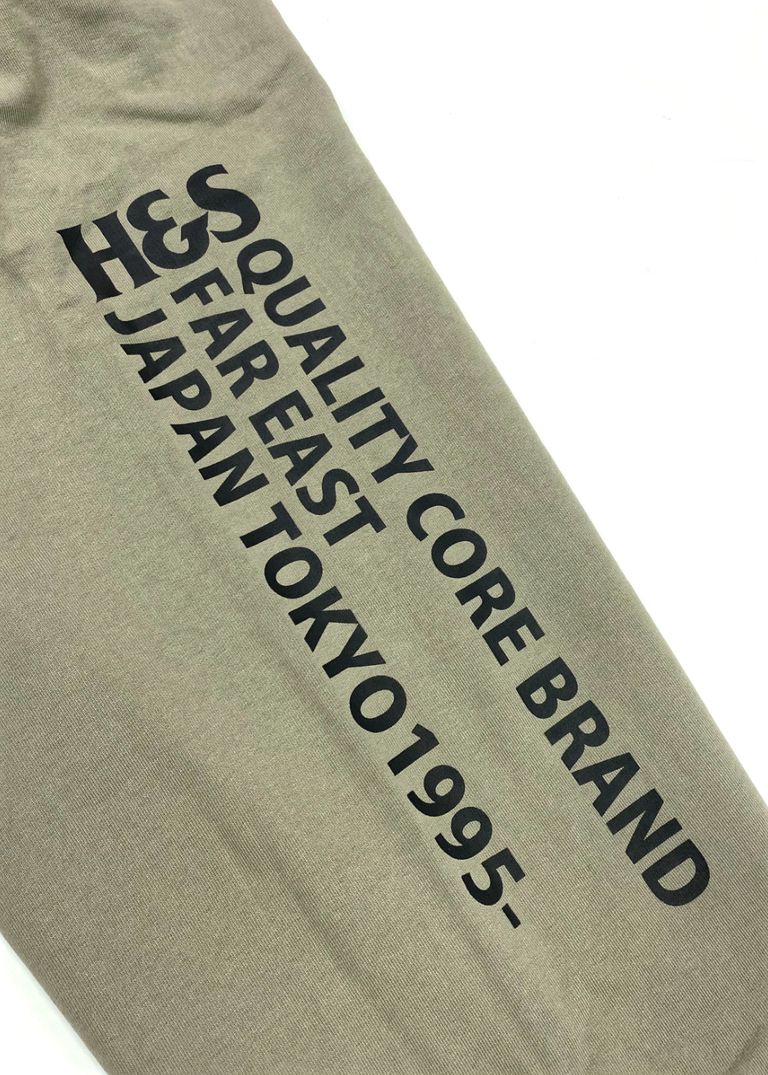 H&S
QUALITY CORE BRAND
FAR EAST
JAPAN TOKYO 1995-